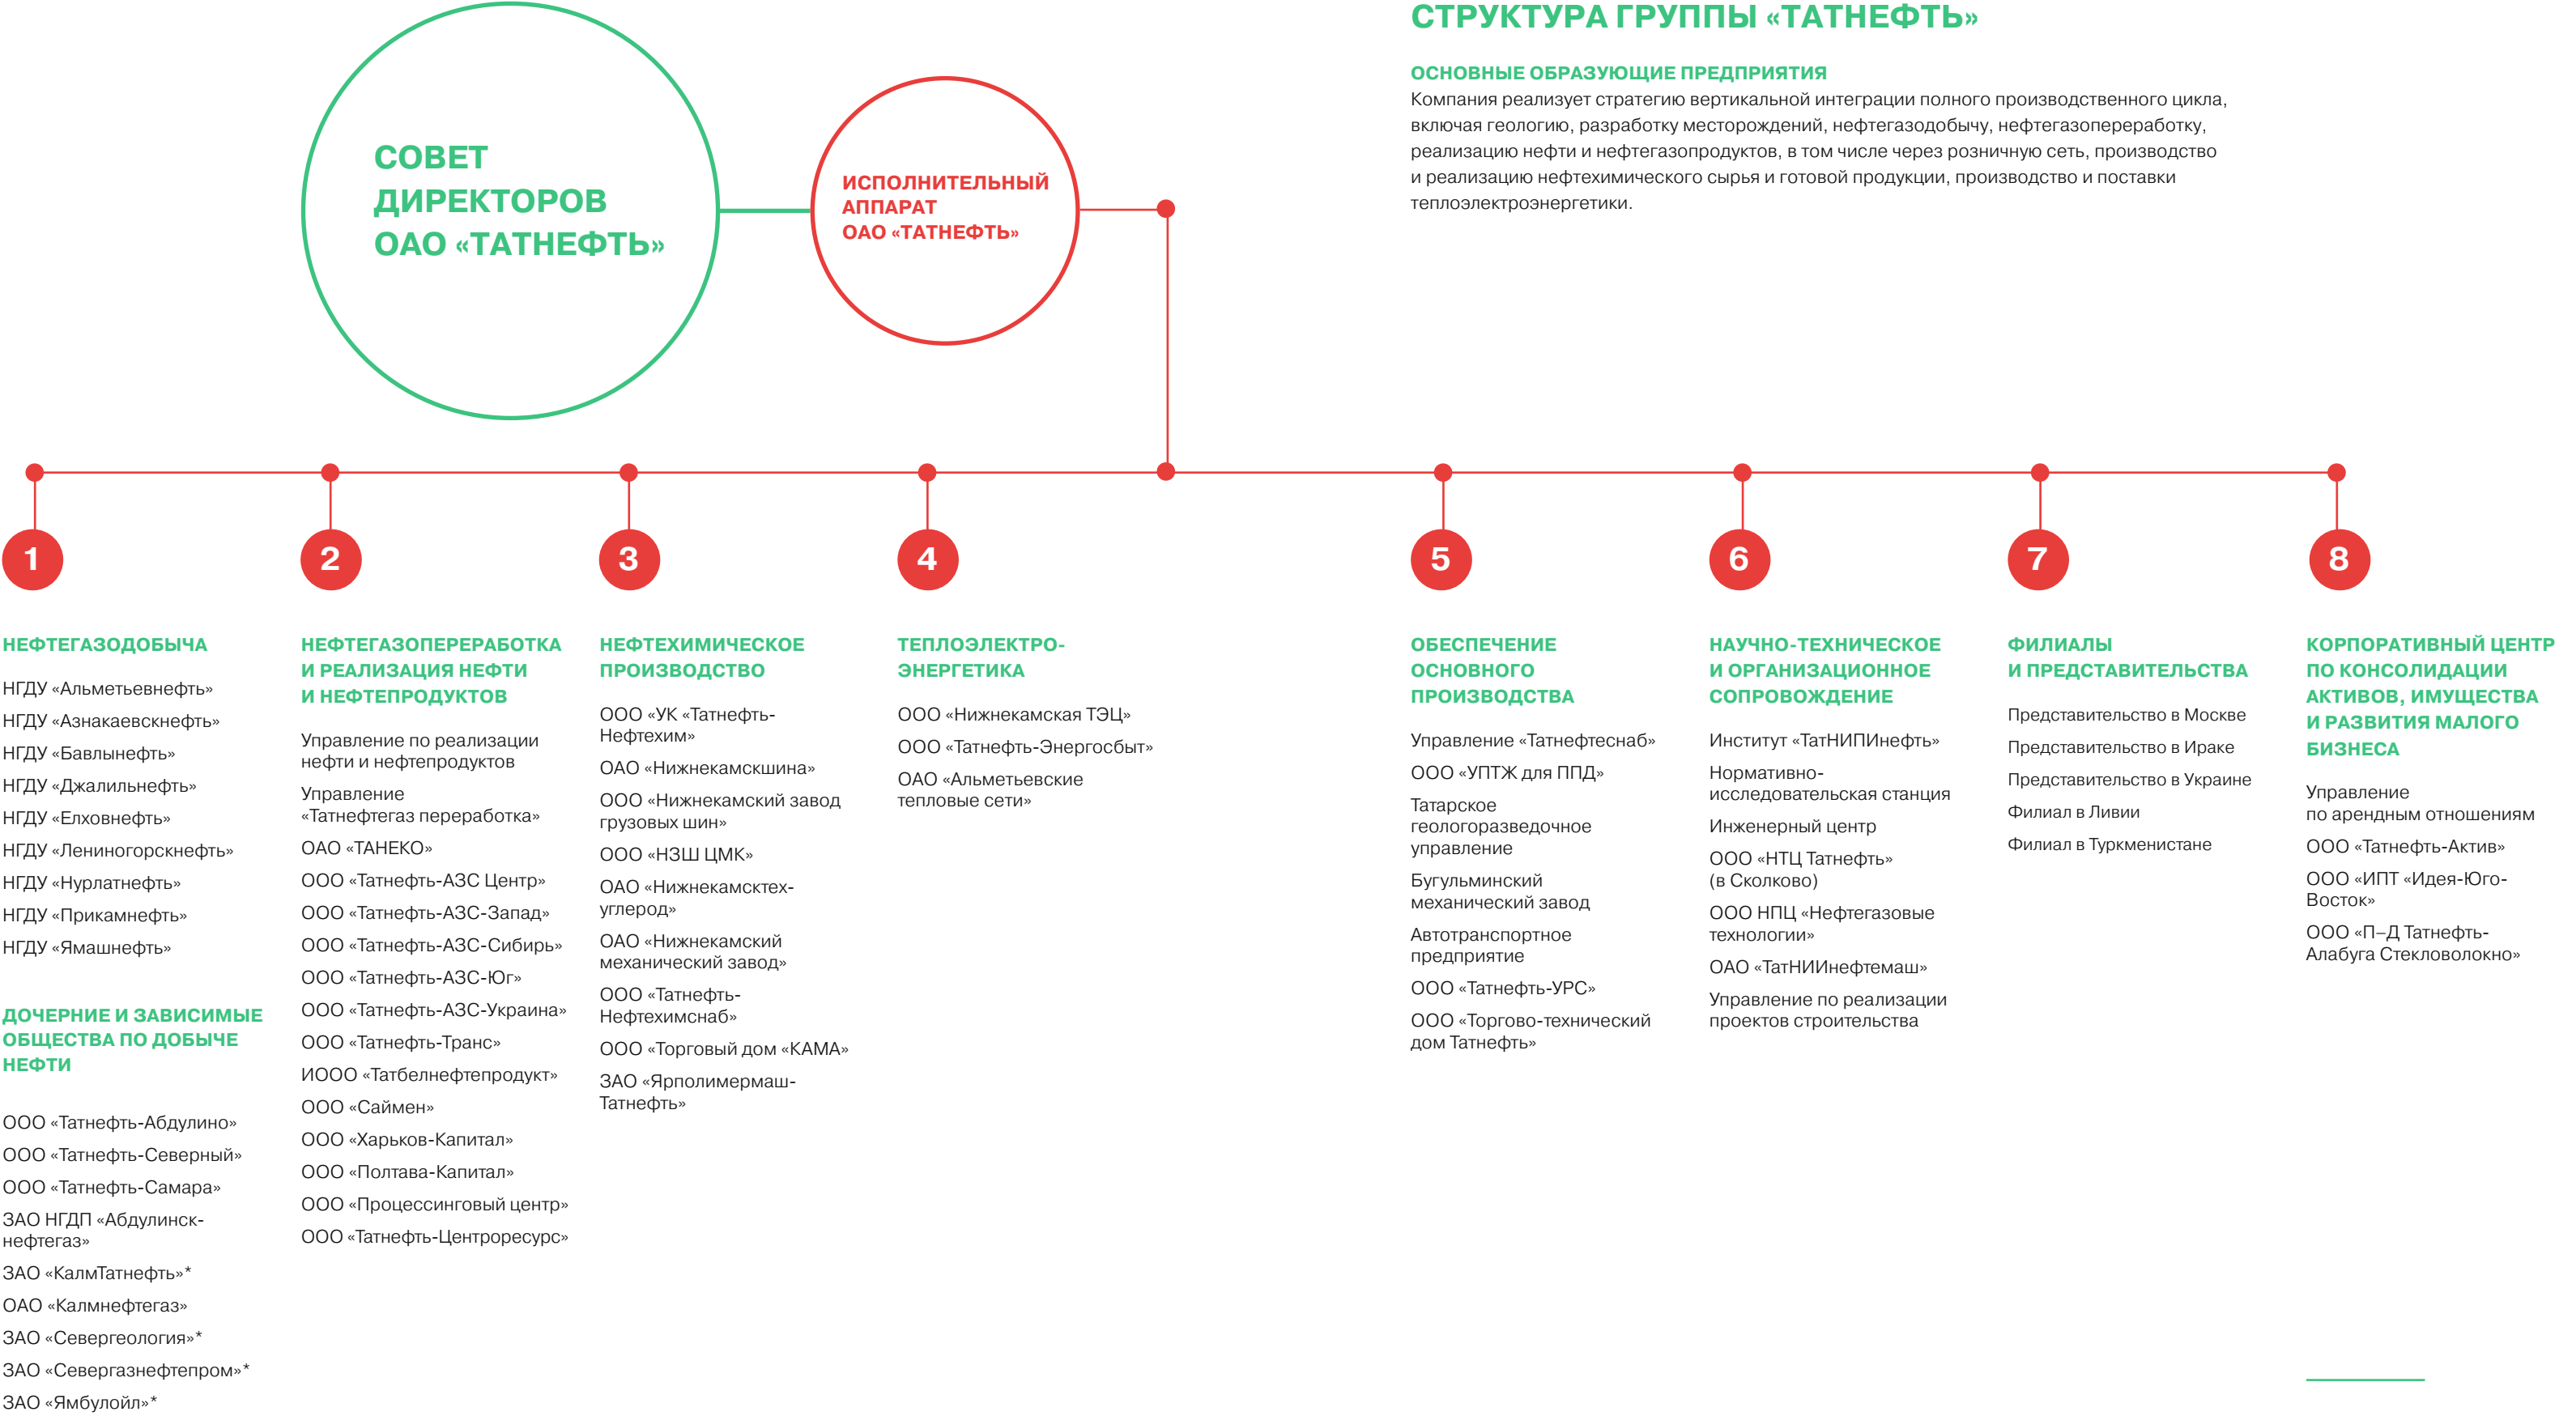 СТРУКТУРА ГРУППЫ «ТАТНЕФТЬ»
ОСНОВНЫЕ ОБРАЗУЮЩИЕ ПРЕДПРИЯТИЯ
Компания реализует стратегию вертикальной интеграции полного производственного цикла,
включая геологию, разработку месторождений, нефтегазодобычу, нефтегазопереработку,
реализацию нефти и нефтегазопродуктов, в том числе через розничную сеть, производство
и реализацию нефтехимического сырья и готовой продукции, производство и поставки
теплоэлектроэнергетики.
СОВЕТ
ДИРЕКТОРОВ
ОАО «ТАТНЕФТЬ»
ИСПОЛНИТЕЛЬНЫЙ
АППАРАТ
ОАО «ТАТНЕФТЬ»
1
НЕФТЕГАЗОДОБЫЧА
НГДУ «Альметьевнефть»
НГДУ «Азнакаевскнефть»
НГДУ «Бавлынефть»
НГДУ «Джалильнефть»
НГДУ «Елховнефть»
НГДУ «Лениногорскнефть»
НГДУ «Нурлатнефть»
НГДУ «Прикамнефть»
НГДУ «Ямашнефть»
ДОЧЕРНИЕ И ЗАВИСИМЫЕ
ОБЩЕСТВА ПО ДОБЫЧЕ
НЕФТИ
ООО «Татнефть-Абдулино»
ООО «Татнефть-Северный»
ООО «Татнефть-Самара»
ЗАО НГДП «Абдулинск-
нефтегаз»
ЗАО «КалмТатнефть»*
ОАО «Калмнефтегаз»
ЗАО «Севергеология»*
ЗАО «Севергазнефтепром»*
ЗАО «Ямбулойл»*
2
НЕФТЕГАЗОПЕРЕРАБОТКА
И РЕАЛИЗАЦИЯ НЕФТИ
И НЕФТЕПРОДУКТОВ
Управление по реализации
нефти и нефтепродуктов
Управление
«Татнефтегаз переработка»
ОАО «ТАНЕКО»
ООО «Татнефть-АЗС Центр»
ООО «Татнефть-АЗС-Запад»
ООО «Татнефть-АЗС-Сибирь»
ООО «Татнефть-АЗС-Юг»
ООО «Татнефть-АЗС-Украина»
ООО «Татнефть-Транс»
ИООО «Татбелнефтепродукт»
ООО «Саймен»
ООО «Харьков-Капитал»
ООО «Полтава-Капитал»
ООО «Процессинговый центр»
ООО «Татнефть-Центроресурс»
3
НЕФТЕХИМИЧЕСКОЕ
ПРОИЗВОДСТВО
ООО «УК «Татнефть-
Нефтехим»
ОАО «Нижнекамскшина»
ООО «Нижнекамский завод
грузовых шин»
ООО «НЗШ ЦМК»
ОАО «Нижнекамсктех-
углерод»
ОАО «Нижнекамский
механический завод»
ООО «Татнефть-
Нефтехимснаб»
ООО «Торговый дом «КАМА»
ЗАО «Ярполимермаш-
Татнефть»
4
ТЕПЛОЭЛЕКТРО-
ЭНЕРГЕТИКА
ООО «Нижнекамская ТЭЦ»
ООО «Татнефть-Энергосбыт»
ОАО «Альметьевские
тепловые сети»
5
ОБЕСПЕЧЕНИЕ
ОСНОВНОГО
ПРОИЗВОДСТВА
Управление «Татнефтеснаб»
ООО «УПТЖ для ППД»
Татарское
геологоразведочное
управление
Бугульминский
механический завод
Автотранспортное
предприятие
ООО «Татнефть-УРС»
ООО «Торгово-технический
дом Татнефть»
6
НАУЧНО-ТЕХНИЧЕСКОЕ
И ОРГАНИЗАЦИОННОЕ
СОПРОВОЖДЕНИЕ
Институт «ТатНИПИнефть»
Нормативно-
исследовательская станция
Инженерный центр
ООО «НТЦ Татнефть»
(в Сколково)
ООО НПЦ «Нефтегазовые
технологии»
ОАО «ТатНИИнефтемаш»
Управление по реализации
проектов строительства
7
ФИЛИАЛЫ
И ПРЕДСТАВИТЕЛЬСТВА
Представительство в Москве
Представительство в Ираке
Представительство в Украине
Филиал в Ливии
Филиал в Туркменистане
8
КОРПОРАТИВНЫЙ ЦЕНТР
ПО КОНСОЛИДАЦИИ
АКТИВОВ, ИМУЩЕСТВА
И РАЗВИТИЯ МАЛОГО
БИЗНЕСА
Управление
по арендным отношениям
ООО «Татнефть-Актив»
ООО «ИПТ «Идея-Юго-
Восток»
ООО «П–Д Татнефть-
Алабуга Стекловолокно»